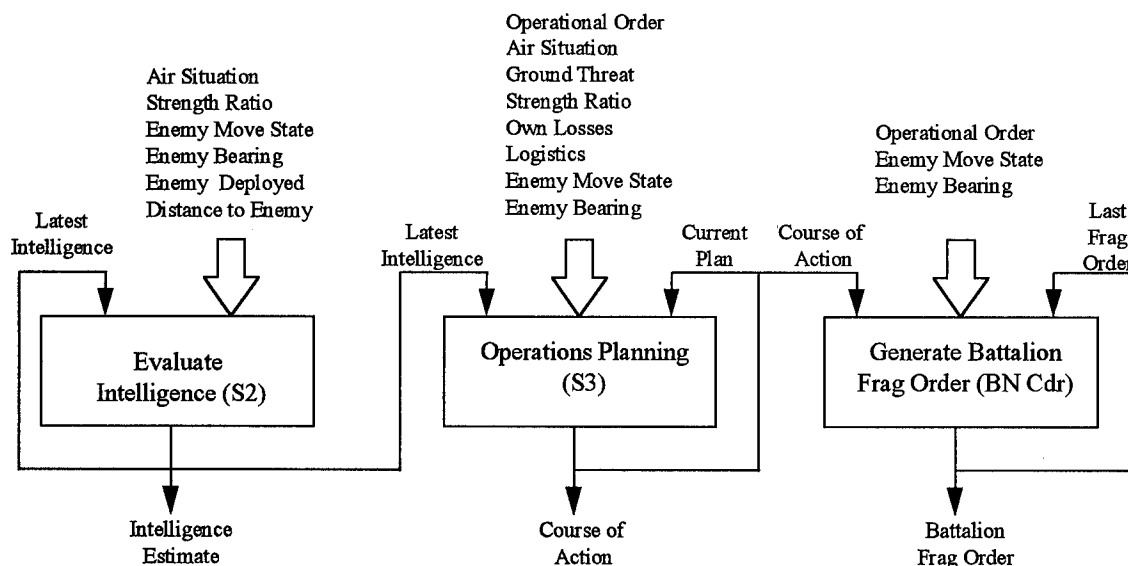 Air Situation
Strength Ratio
Enemy Move State
Enemy Bearing
Enemy Deployed
Distance to Enemy
Latest
Intelligence
Evaluate
Intelligence (S2)
Intelligence
Estimate
Operational Order
Air Situation
Ground Threat
Strength Ratio
Own Losses
Logistics
Enemy Move State
Enemy Bearing
Latest
Intelligence
Current
Plan
Operations Planning
(S3)
Course of
Action
Operational Order
Enemy Move State
Enemy Bearing
Course of
Action
Last
Frag
Order
Generate Battalion
Frag Order (BN Cdr)
Battalion
Frag Order